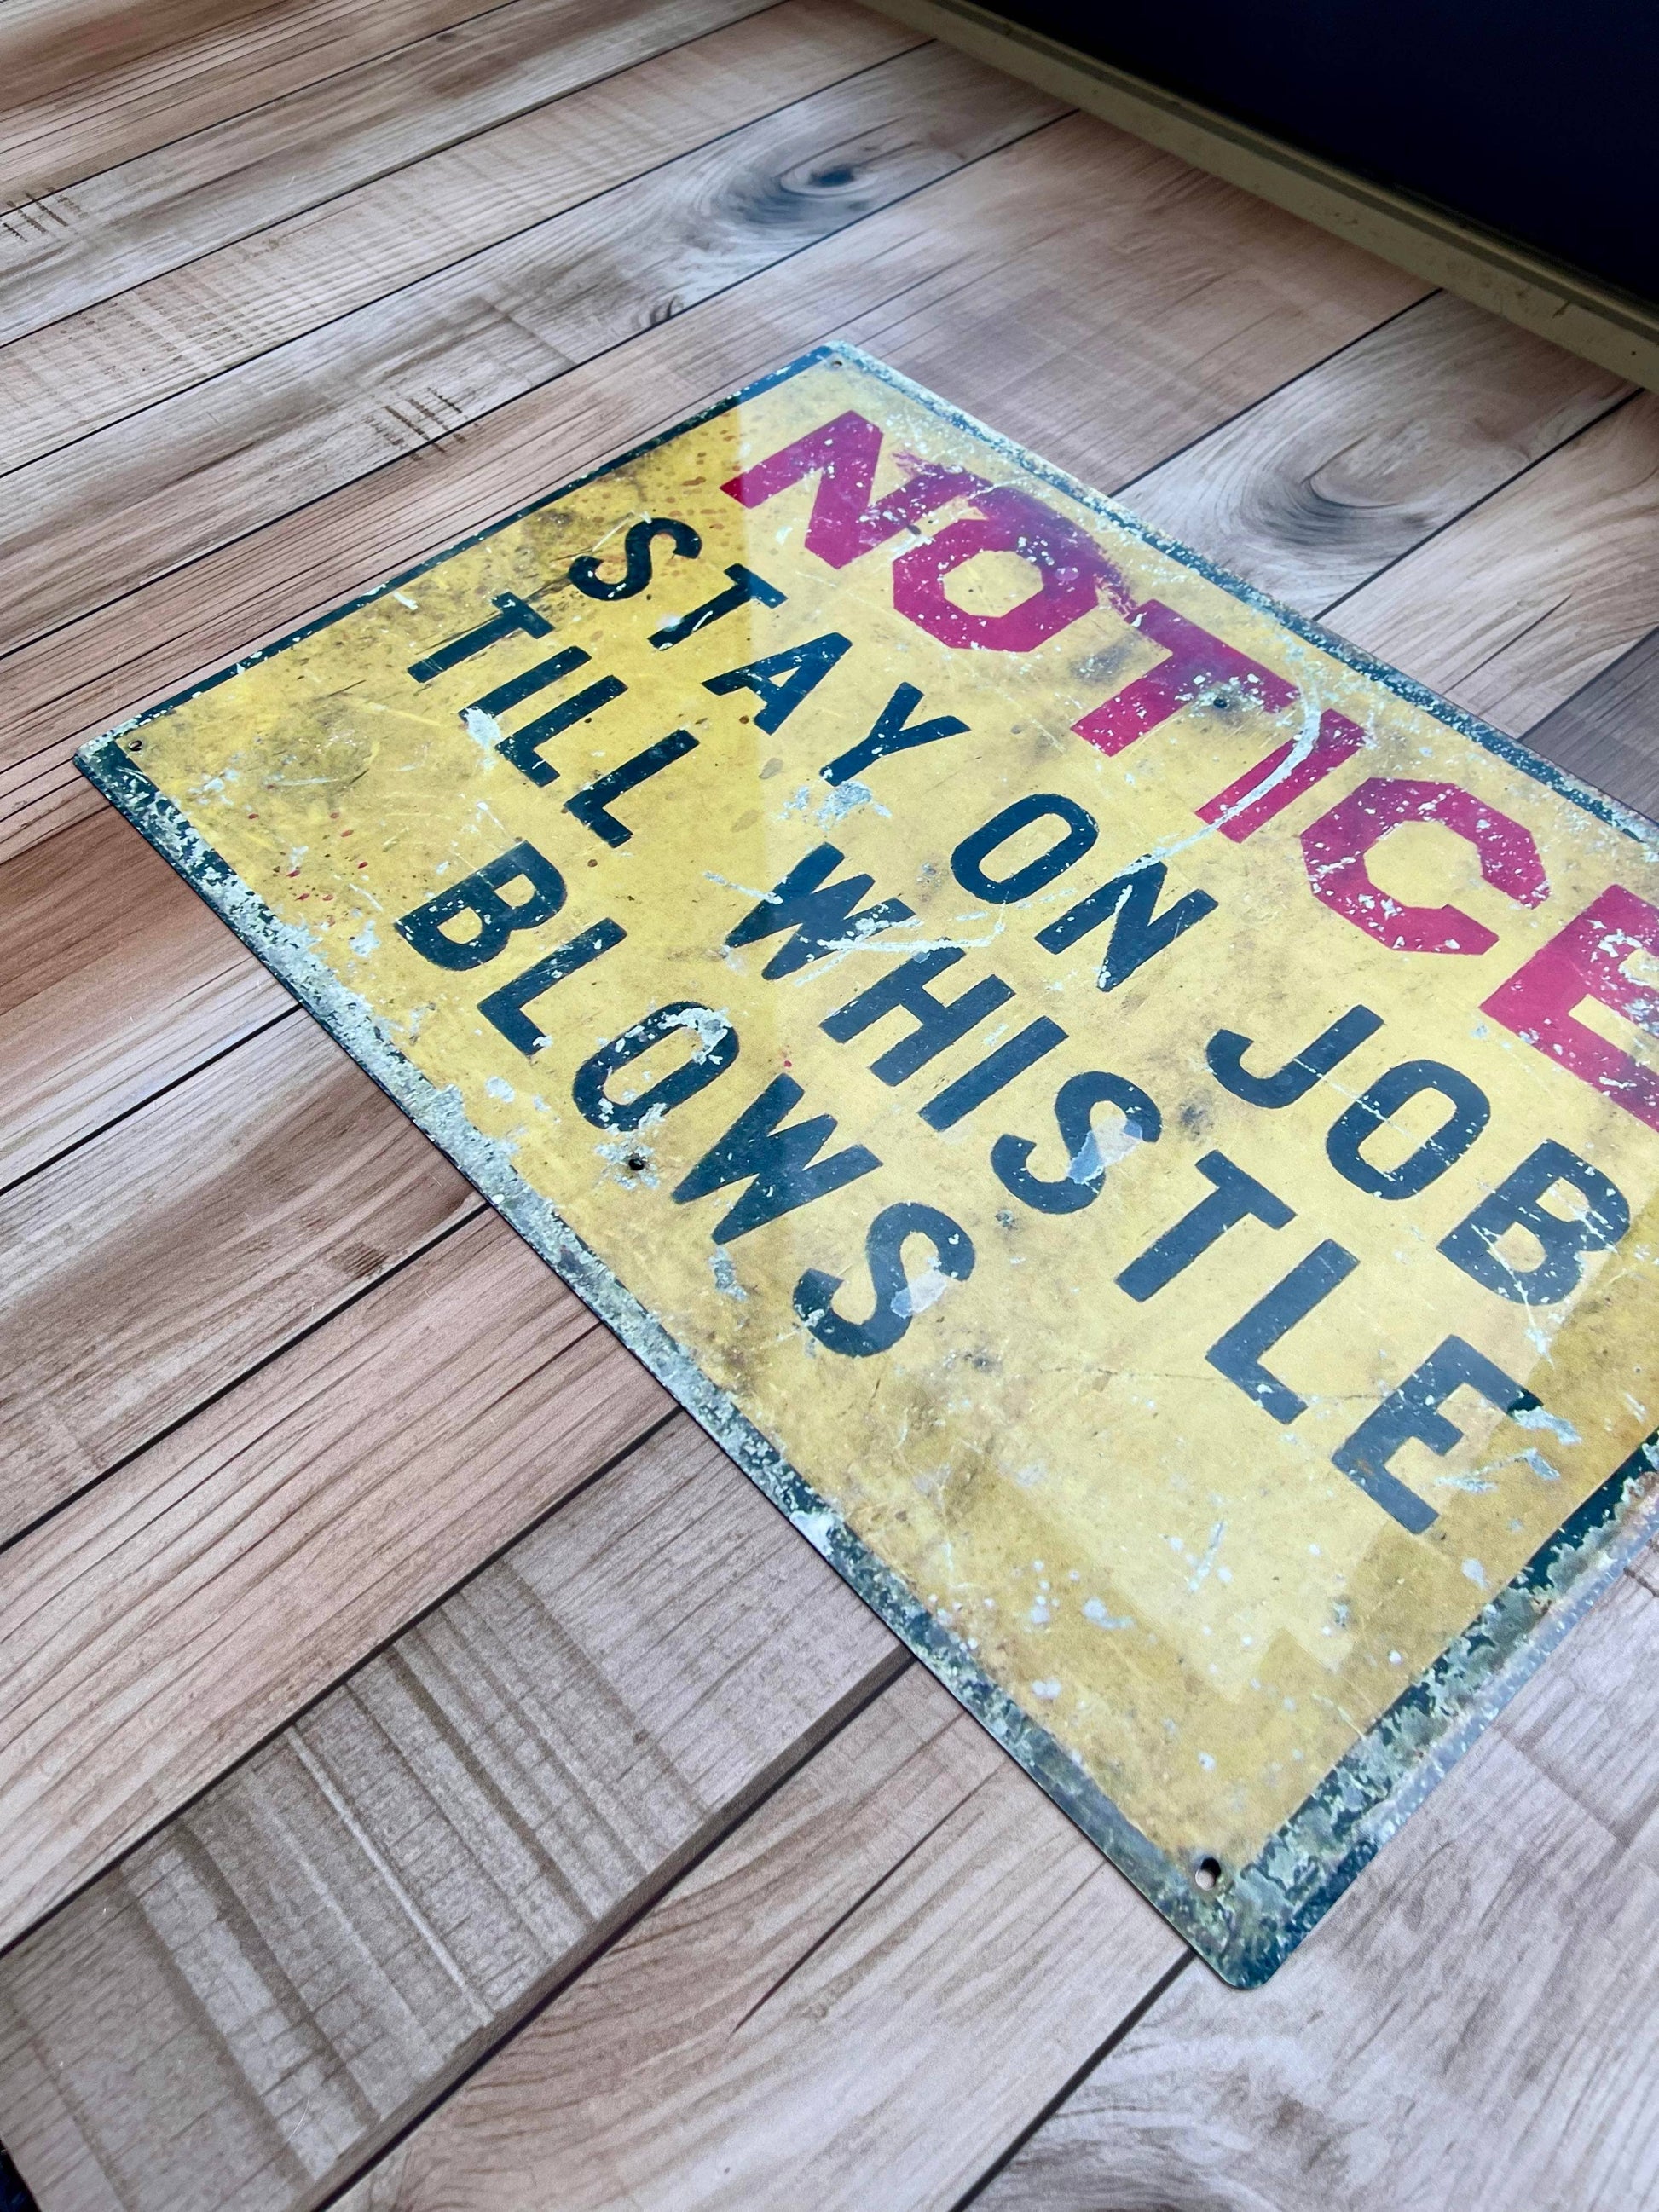 NOTICE
STAY ON JOB
TILL WHISTLE
BLOWS